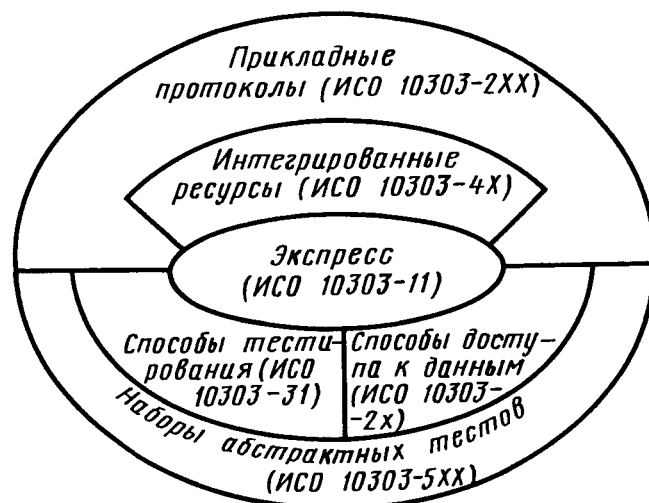 Прикладные
протоколы (ИСО 10303-2XX)
Интегрированные
ресурсы (ИСО 10303-4X)
Экспресс
(ИСО 10303-11)
Способы тести-
рования (ИСО
10303-31)
Способы досту-
па к данным
(ИСО 10303-
-2x)
Наборы абстрактных тестов
(ИСО 10303-5XX)